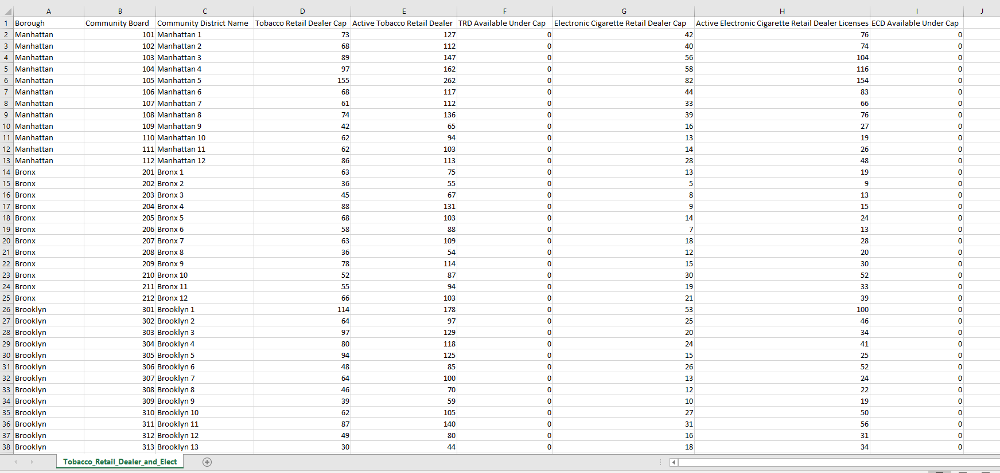 A B C D E F G H I J
1 Borough Community Board Community District Name Tobacco Retail Dealer Cap Active Tobacco Retail Dealer TRD Available Under Cap Electronic Cigarette Retail Dealer Cap Active Electronic Cigarette Retail Dealer Licenses ECD Available Under Cap
2 Manhattan 101 Manhattan 1 73 127 0 42 76 0
3 Manhattan 102 Manhattan 2 68 112 0 40 74 0
4 Manhattan 103 Manhattan 3 89 147 0 56 104 0
5 Manhattan 104 Manhattan 4 97 162 0 58 116 0
6 Manhattan 105 Manhattan 5 155 262 0 82 154 0
7 Manhattan 106 Manhattan 6 68 117 0 44 83 0
8 Manhattan 107 Manhattan 7 61 112 0 33 66 0
9 Manhattan 108 Manhattan 8 74 136 0 39 76 0
10 Manhattan 109 Manhattan 9 42 65 0 16 27 0
11 Manhattan 110 Manhattan 10 62 94 0 13 19 0
12 Manhattan 111 Manhattan 11 62 103 0 14 26 0
13 Manhattan 112 Manhattan 12 86 113 0 28 48 0
14 Bronx 201 Bronx 1 63 75 0 13 19 0
15 Bronx 202 Bronx 2 36 55 0 5 9 0
16 Bronx 203 Bronx 3 45 67 0 8 13 0
17 Bronx 204 Bronx 4 88 131 0 9 15 0
18 Bronx 205 Bronx 5 68 103 0 14 24 0
19 Bronx 206 Bronx 6 58 88 0 7 13 0
20 Bronx 207 Bronx 7 63 109 0 18 28 0
21 Bronx 208 Bronx 8 36 54 0 12 20 0
22 Bronx 209 Bronx 9 78 114 0 15 30 0
23 Bronx 210 Bronx 10 52 87 0 30 52 0
24 Bronx 211 Bronx 11 55 94 0 19 33 0
25 Bronx 212 Bronx 12 66 103 0 21 39 0
26 Brooklyn 301 Brooklyn 1 114 178 0 53 100 0
27 Brooklyn 302 Brooklyn 2 64 97 0 25 46 0
28 Brooklyn 303 Brooklyn 3 97 129 0 20 34 0
29 Brooklyn 304 Brooklyn 4 80 118 0 24 41 0
30 Brooklyn 305 Brooklyn 5 94 125 0 15 25 0
31 Brooklyn 306 Brooklyn 6 48 85 0 26 52 0
32 Brooklyn 307 Brooklyn 7 64 100 0 13 24 0
33 Brooklyn 308 Brooklyn 8 46 70 0 12 22 0
34 Brooklyn 309 Brooklyn 9 39 59 0 10 19 0
35 Brooklyn 310 Brooklyn 10 62 105 0 27 50 0
36 Brooklyn 311 Brooklyn 11 87 140 0 31 56 0
37 Brooklyn 312 Brooklyn 12 49 80 0 16 31 0
38 Brooklyn 313 Brooklyn 13 30 44 0 18 34 0
Tobacco_Retail_Dealer_and_Elect